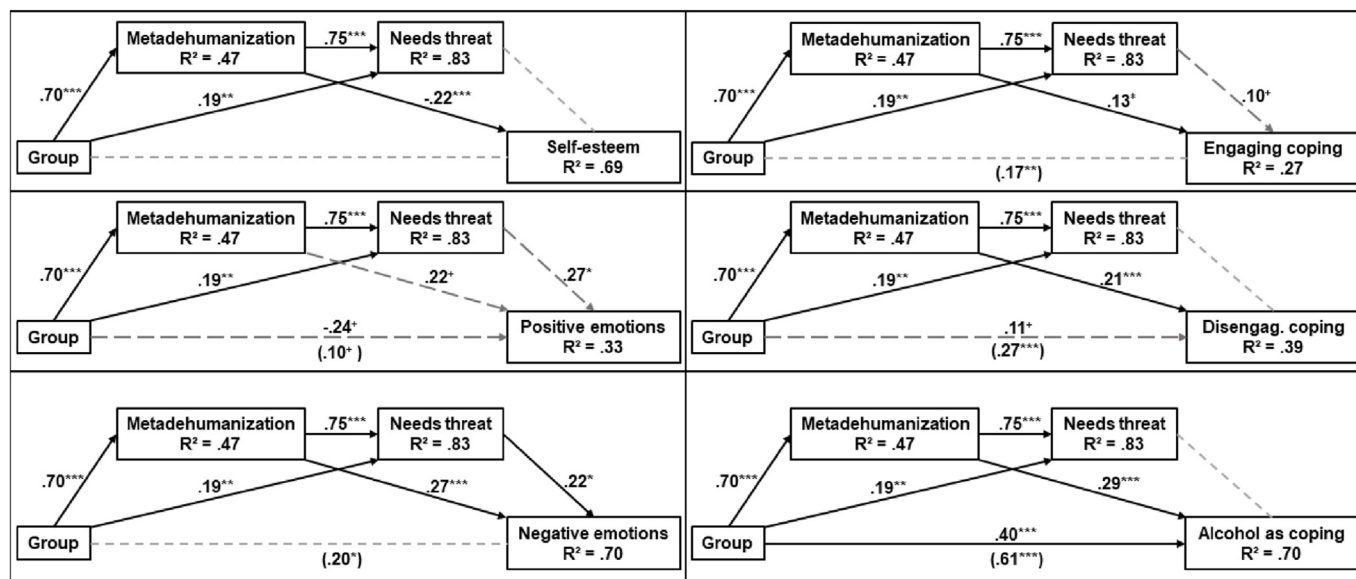 Metadehumanization
R² = .47
.75***
Needs threat
R² = .83
.70***
.19**
-.22***
Group
Self-esteem
R² = .69
Metadehumanization
R² = .47
.75***
Needs threat
R² = .83
.70***
.19**
.13*
.10⁺
Group
(.17**)
Engaging coping
R² = .27
Metadehumanization
R² = .47
.75***
Needs threat
R² = .83
.70***
.19**
.22⁺
.27*
Group
-.24⁺
(.10⁺ )
Positive emotions
R² = .33
Metadehumanization
R² = .47
.75***
Needs threat
R² = .83
.70***
.19**
.21***
Group
.11⁺
(.27***)
Disengag. coping
R² = .39
Metadehumanization
R² = .47
.75***
Needs threat
R² = .83
.70***
.19**
.27***
.22*
Group
(.20*)
Negative emotions
R² = .70
Metadehumanization
R² = .47
.75***
Needs threat
R² = .83
.70***
.19**
.29***
Group
.40***
(.61***)
Alcohol as coping
R² = .70